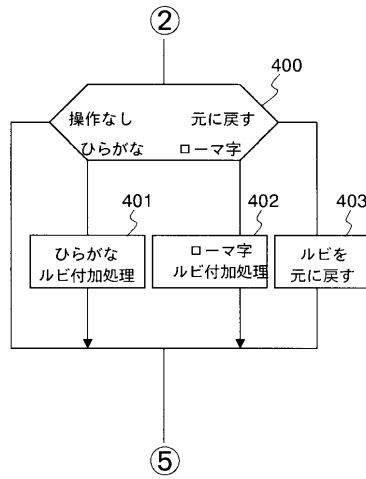 ②
400
操作なし 元に戻す
ひらがな ローマ字
401
402
403
ひらがな
ルビ付加処理
ローマ字
ルビ付加処理
ルビを
元に戻す
⑤